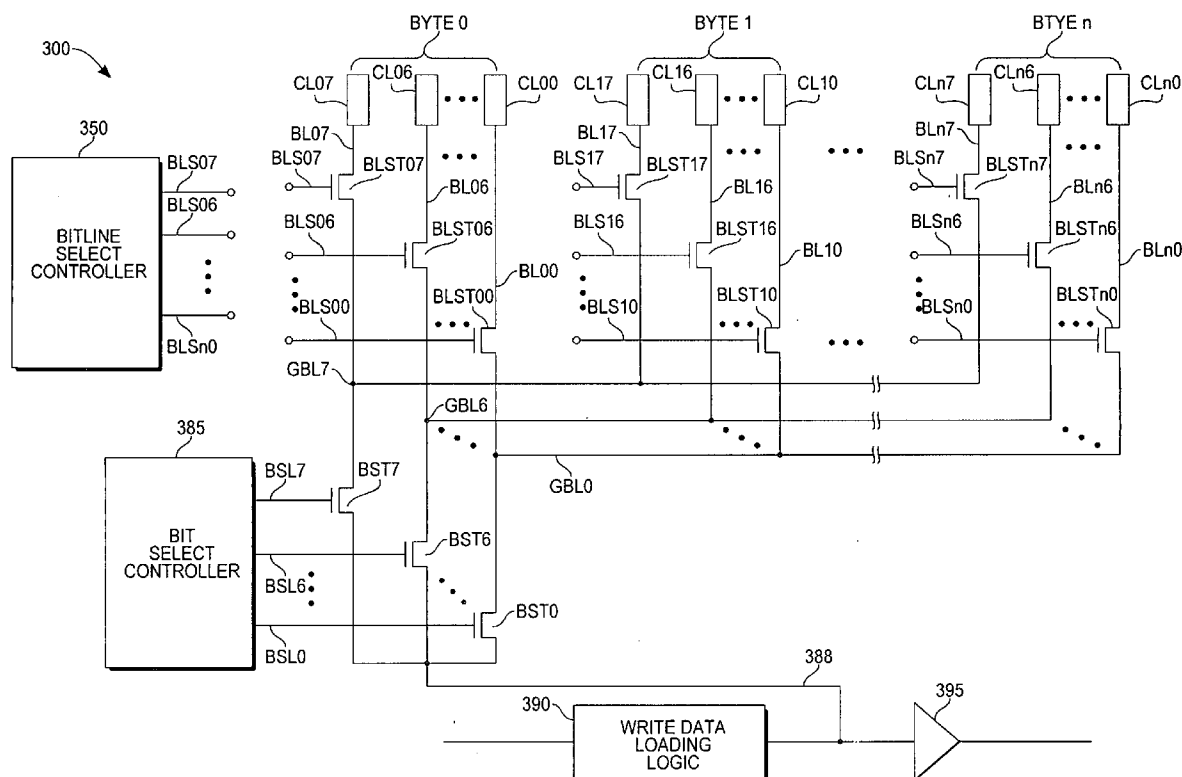 BYTE 0
BYTE 1
BTYE n
300
CL07
CL06
CL00
CL17
CL16
CL10
CLn7
CLn6
CLn0
350
BL07
BL17
BLn7
BLS07
BLS07
BLST07
BLS17
BLST17
BLSn7
BLSTn7
BLS06
BL06
BL16
BLn6
BITLINE
SELECT
CONTROLLER
BLS06
BLST06
BLS16
BLST16
BLSn6
BLSTn6
BL00
BL10
BLn0
BLSn0
BLS00
BLST00
BLS10
BLST10
BLSn0
BLSTn0
GBL7
GBL6
GBL0
385
BSL7
BST7
BIT
SELECT
CONTROLLER
BSL6
BST6
BSL0
BST0
388
390
395
WRITE DATA
LOADING
LOGIC